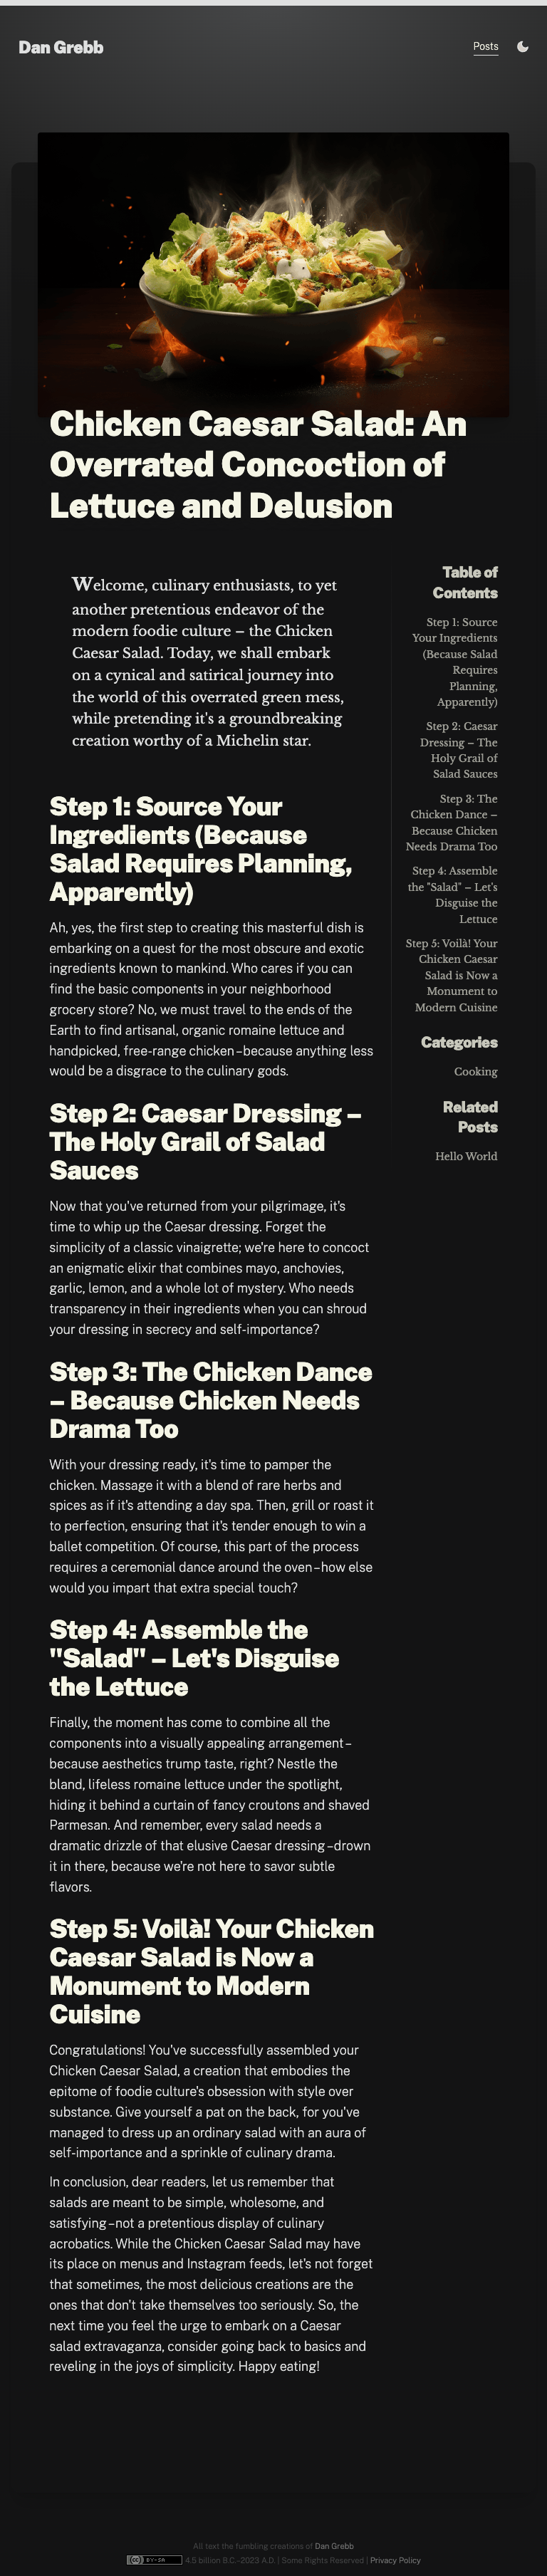 Dan Grebb
Posts
Chicken Caesar Salad: An
Overrated Concoction of
Lettuce and Delusion
Welcome, culinary enthusiasts, to yet
another pretentious endeavor of the
modern foodie culture – the Chicken
Caesar Salad. Today, we shall embark
on a cynical and satirical journey into
the world of this overrated green mess,
while pretending it's a groundbreaking
creation worthy of a Michelin star.
Step 1: Source Your
Ingredients (Because
Salad Requires Planning,
Apparently)
Ah, yes, the first step to creating this masterful dish is
embarking on a quest for the most obscure and exotic
ingredients known to mankind. Who cares if you can
find the basic components in your neighborhood
grocery store? No, we must travel to the ends of the
Earth to find artisanal, organic romaine lettuce and
handpicked, free-range chicken – because anything less
would be a disgrace to the culinary gods.
Step 2: Caesar Dressing –
The Holy Grail of Salad
Sauces
Now that you've returned from your pilgrimage, it's
time to whip up the Caesar dressing. Forget the
simplicity of a classic vinaigrette; we're here to concoct
an enigmatic elixir that combines mayo, anchovies,
garlic, lemon, and a whole lot of mystery. Who needs
transparency in their ingredients when you can shroud
your dressing in secrecy and self-importance?
Step 3: The Chicken Dance
– Because Chicken Needs
Drama Too
With your dressing ready, it's time to pamper the
chicken. Massage it with a blend of rare herbs and
spices as if it's attending a day spa. Then, grill or roast it
to perfection, ensuring that it's tender enough to win a
ballet competition. Of course, this part of the process
requires a ceremonial dance around the oven – how else
would you impart that extra special touch?
Step 4: Assemble the
"Salad" – Let's Disguise
the Lettuce
Finally, the moment has come to combine all the
components into a visually appealing arrangement –
because aesthetics trump taste, right? Nestle the
bland, lifeless romaine lettuce under the spotlight,
hiding it behind a curtain of fancy croutons and shaved
Parmesan. And remember, every salad needs a
dramatic drizzle of that elusive Caesar dressing – drown
it in there, because we're not here to savor subtle
flavors.
Step 5: Voilà! Your Chicken
Caesar Salad is Now a
Monument to Modern
Cuisine
Congratulations! You've successfully assembled your
Chicken Caesar Salad, a creation that embodies the
epitome of foodie culture's obsession with style over
substance. Give yourself a pat on the back, for you've
managed to dress up an ordinary salad with an aura of
self-importance and a sprinkle of culinary drama.
In conclusion, dear readers, let us remember that
salads are meant to be simple, wholesome, and
satisfying – not a pretentious display of culinary
acrobatics. While the Chicken Caesar Salad may have
its place on menus and Instagram feeds, let's not forget
that sometimes, the most delicious creations are the
ones that don't take themselves too seriously. So, the
next time you feel the urge to embark on a Caesar
salad extravaganza, consider going back to basics and
reveling in the joys of simplicity. Happy eating!
Table of
Contents
Step 1: Source
Your Ingredients
(Because Salad
Requires
Planning,
Apparently)
Step 2: Caesar
Dressing – The
Holy Grail of
Salad Sauces
Step 3: The
Chicken Dance –
Because Chicken
Needs Drama Too
Step 4: Assemble
the "Salad" – Let's
Disguise the
Lettuce
Step 5: Voilà! Your
Chicken Caesar
Salad is Now a
Monument to
Modern Cuisine
Categories
Cooking
Related
Posts
Hello World
All text the fumbling creations of Dan Grebb
CC BY-SA 4.5 billion B.C.–2023 A.D. | Some Rights Reserved | Privacy Policy